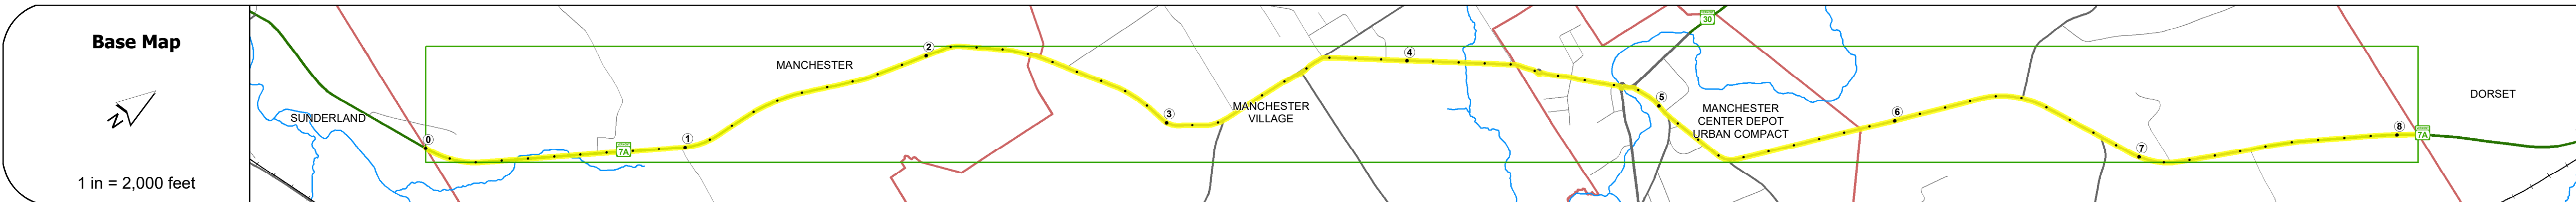 Base Map
N
1 in = 2,000 feet
SUNDERLAND
0
7A
1
MANCHESTER
2
3
MANCHESTER
VILLAGE
4
30
5
MANCHESTER
CENTER DEPOT
URBAN COMPACT
6
7
8
7A
DORSET